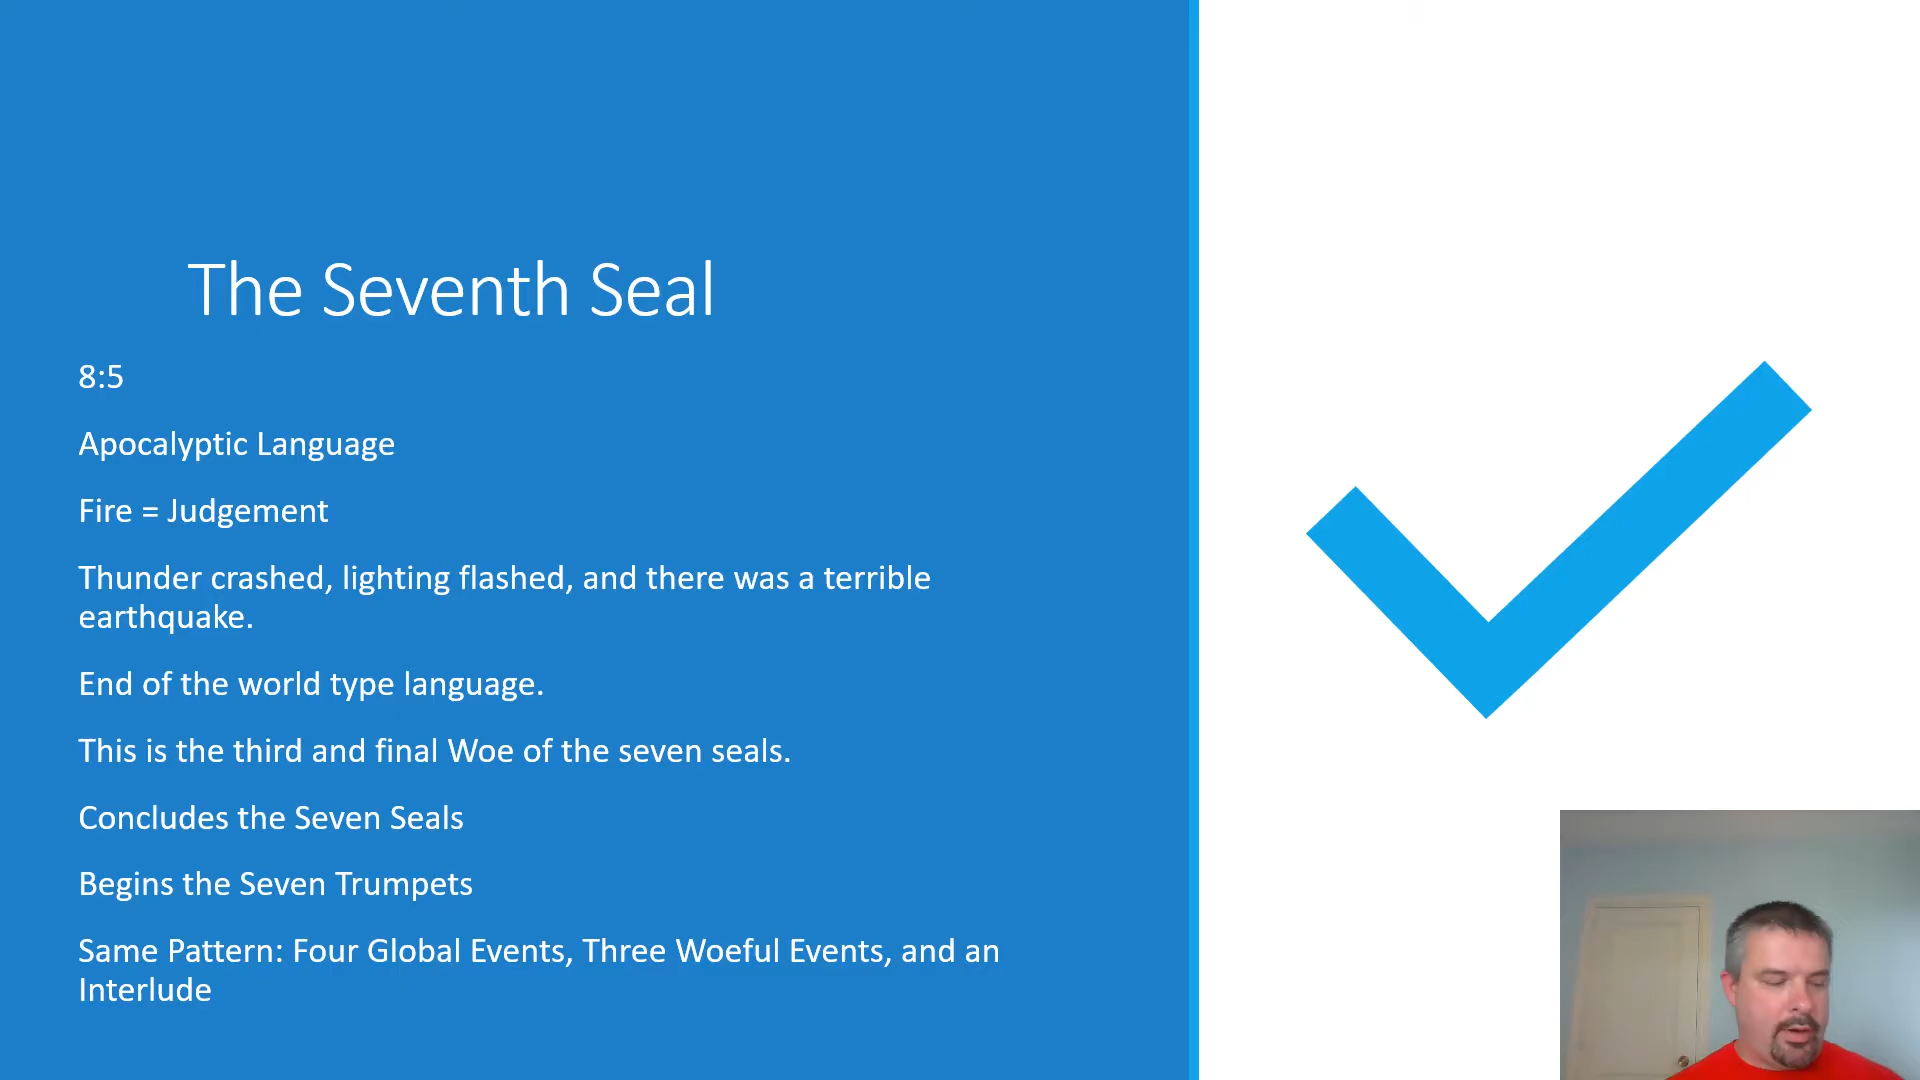 The Seventh Seal
8:5
Apocalyptic Language
Fire = Judgement
Thunder crashed, lighting flashed, and there was a terrible
earthquake.
End of the world type language.
This is the third and final Woe of the seven seals.
Concludes the Seven Seals
Begins the Seven Trumpets
Same Pattern: Four Global Events, Three Woeful Events, and an
Interlude